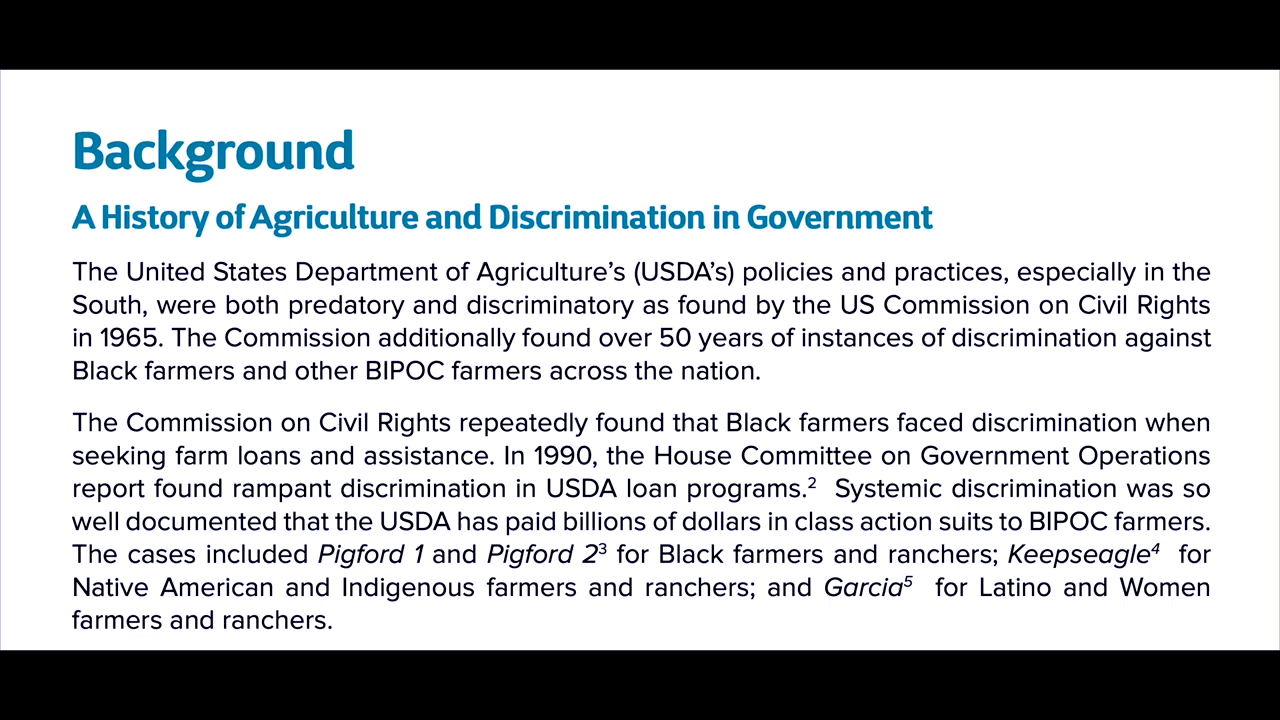 Background
A History of Agriculture and Discrimination in Government
The United States Department of Agriculture’s (USDA’s) policies and practices, especially in the
South, were both predatory and discriminatory as found by the US Commission on Civil Rights
in 1965. The Commission additionally found over 50 years of instances of discrimination against
Black farmers and other BIPOC farmers across the nation.
The Commission on Civil Rights repeatedly found that Black farmers faced discrimination when
seeking farm loans and assistance. In 1990, the House Committee on Government Operations
report found rampant discrimination in USDA loan programs.² Systemic discrimination was so
well documented that the USDA has paid billions of dollars in class action suits to BIPOC farmers.
The cases included Pigford 1 and Pigford 2³ for Black farmers and ranchers; Keepseagle⁴ for
Native American and Indigenous farmers and ranchers; and Garcia⁵ for Latino and Women
farmers and ranchers.